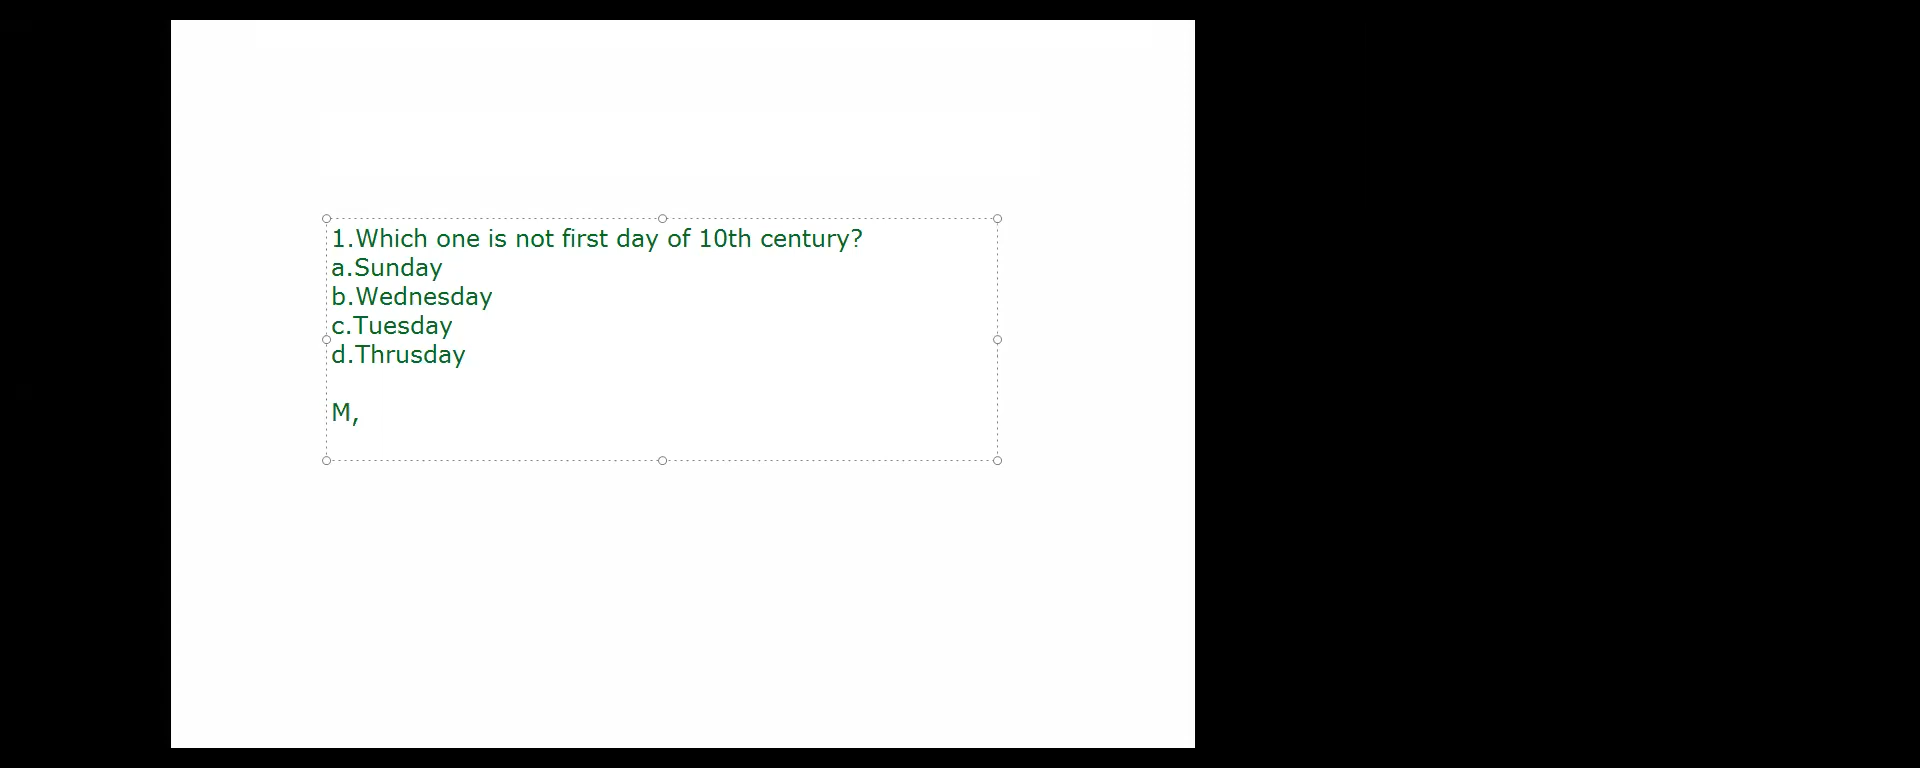 1.Which one is not first day of 10th century?
a.Sunday
b.Wednesday
c.Tuesday
d.Thrusday
M,